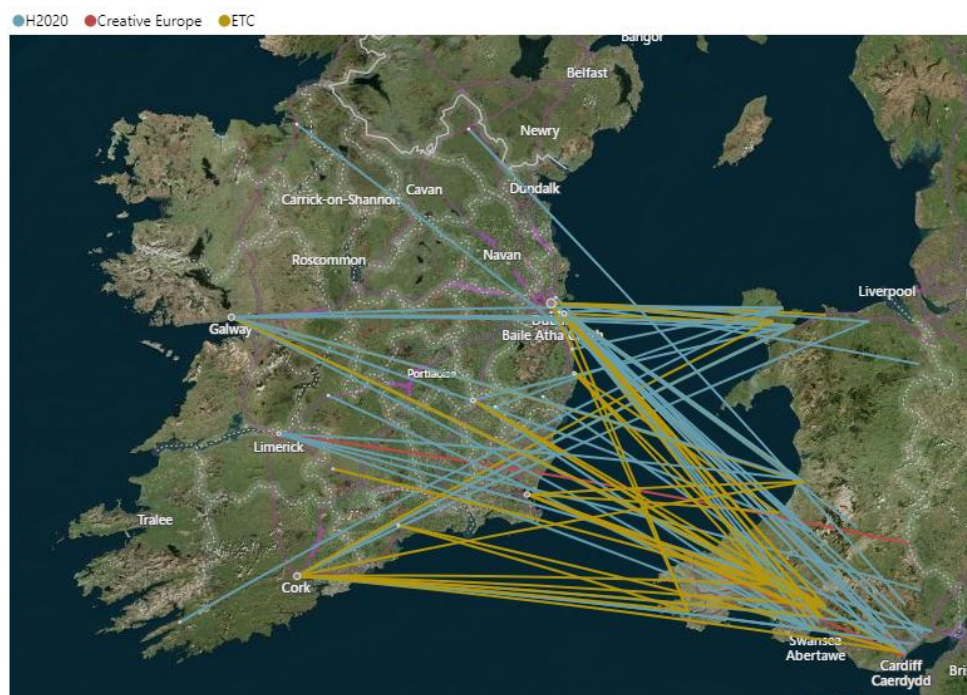 H2020 Creative Europe ETC
Bangor
Belfast
Newry
Cavan
Dundalk
Carrick-on-Shannon
Navan
Roscommon
Liverpool
Galway
Baile Átha
Portlaoise
Limerick
Tralee
Cork
Swansea
Abertawe
Cardiff
Caerdydd